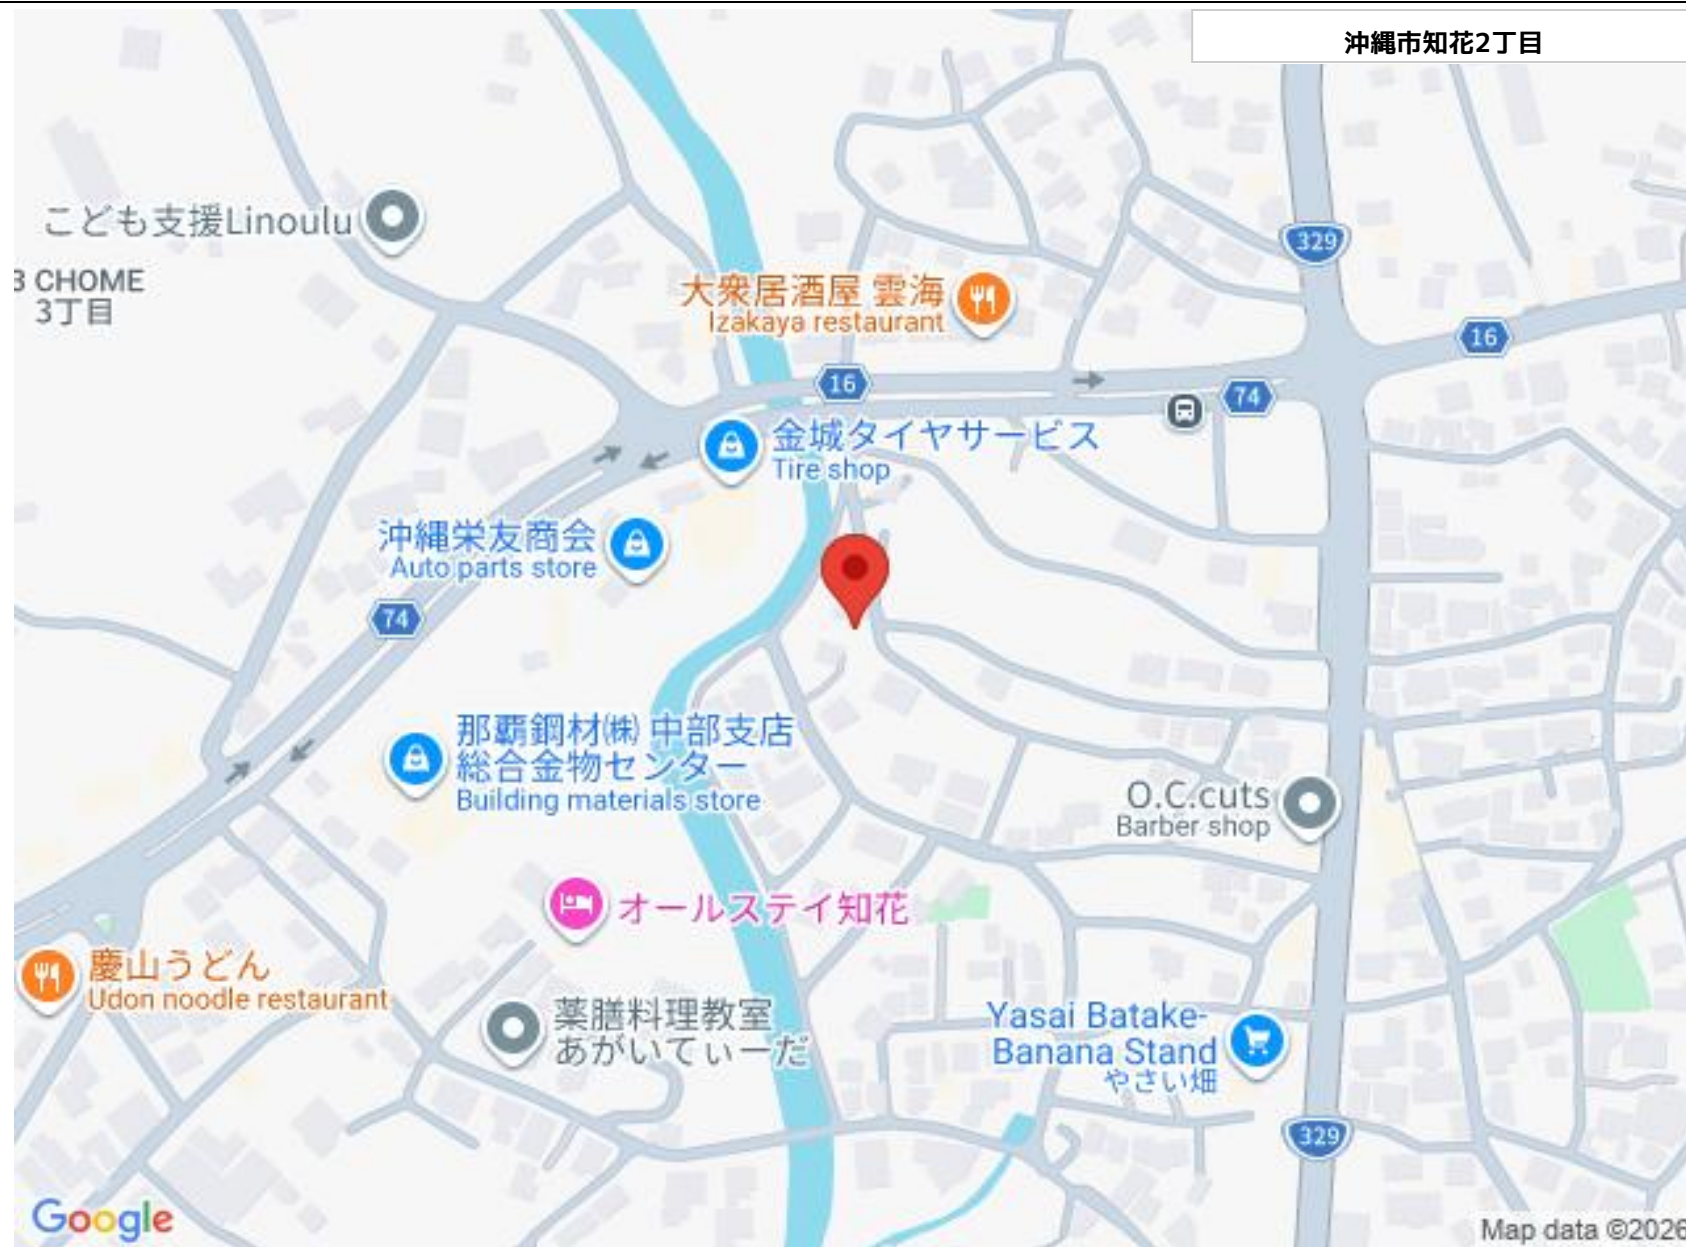 沖縄市知花2丁目
こども支援Linoulu
3 CHOME
3丁目
329
大衆居酒屋 雲海
Izakaya restaurant
16
16
74
金城タイヤサービス
Tire shop
沖縄栄友商会
Auto parts store
74
那覇鋼材㈱ 中部支店
総合金物センター
Building materials store
O.C.cuts
Barber shop
オールステイ知花
慶山うどん
Udon noodle restaurant
薬膳料理教室
あがいてぃーだ
Yasai Batake-
Banana Stand
やさい畑
329
Google
Map data ©2026